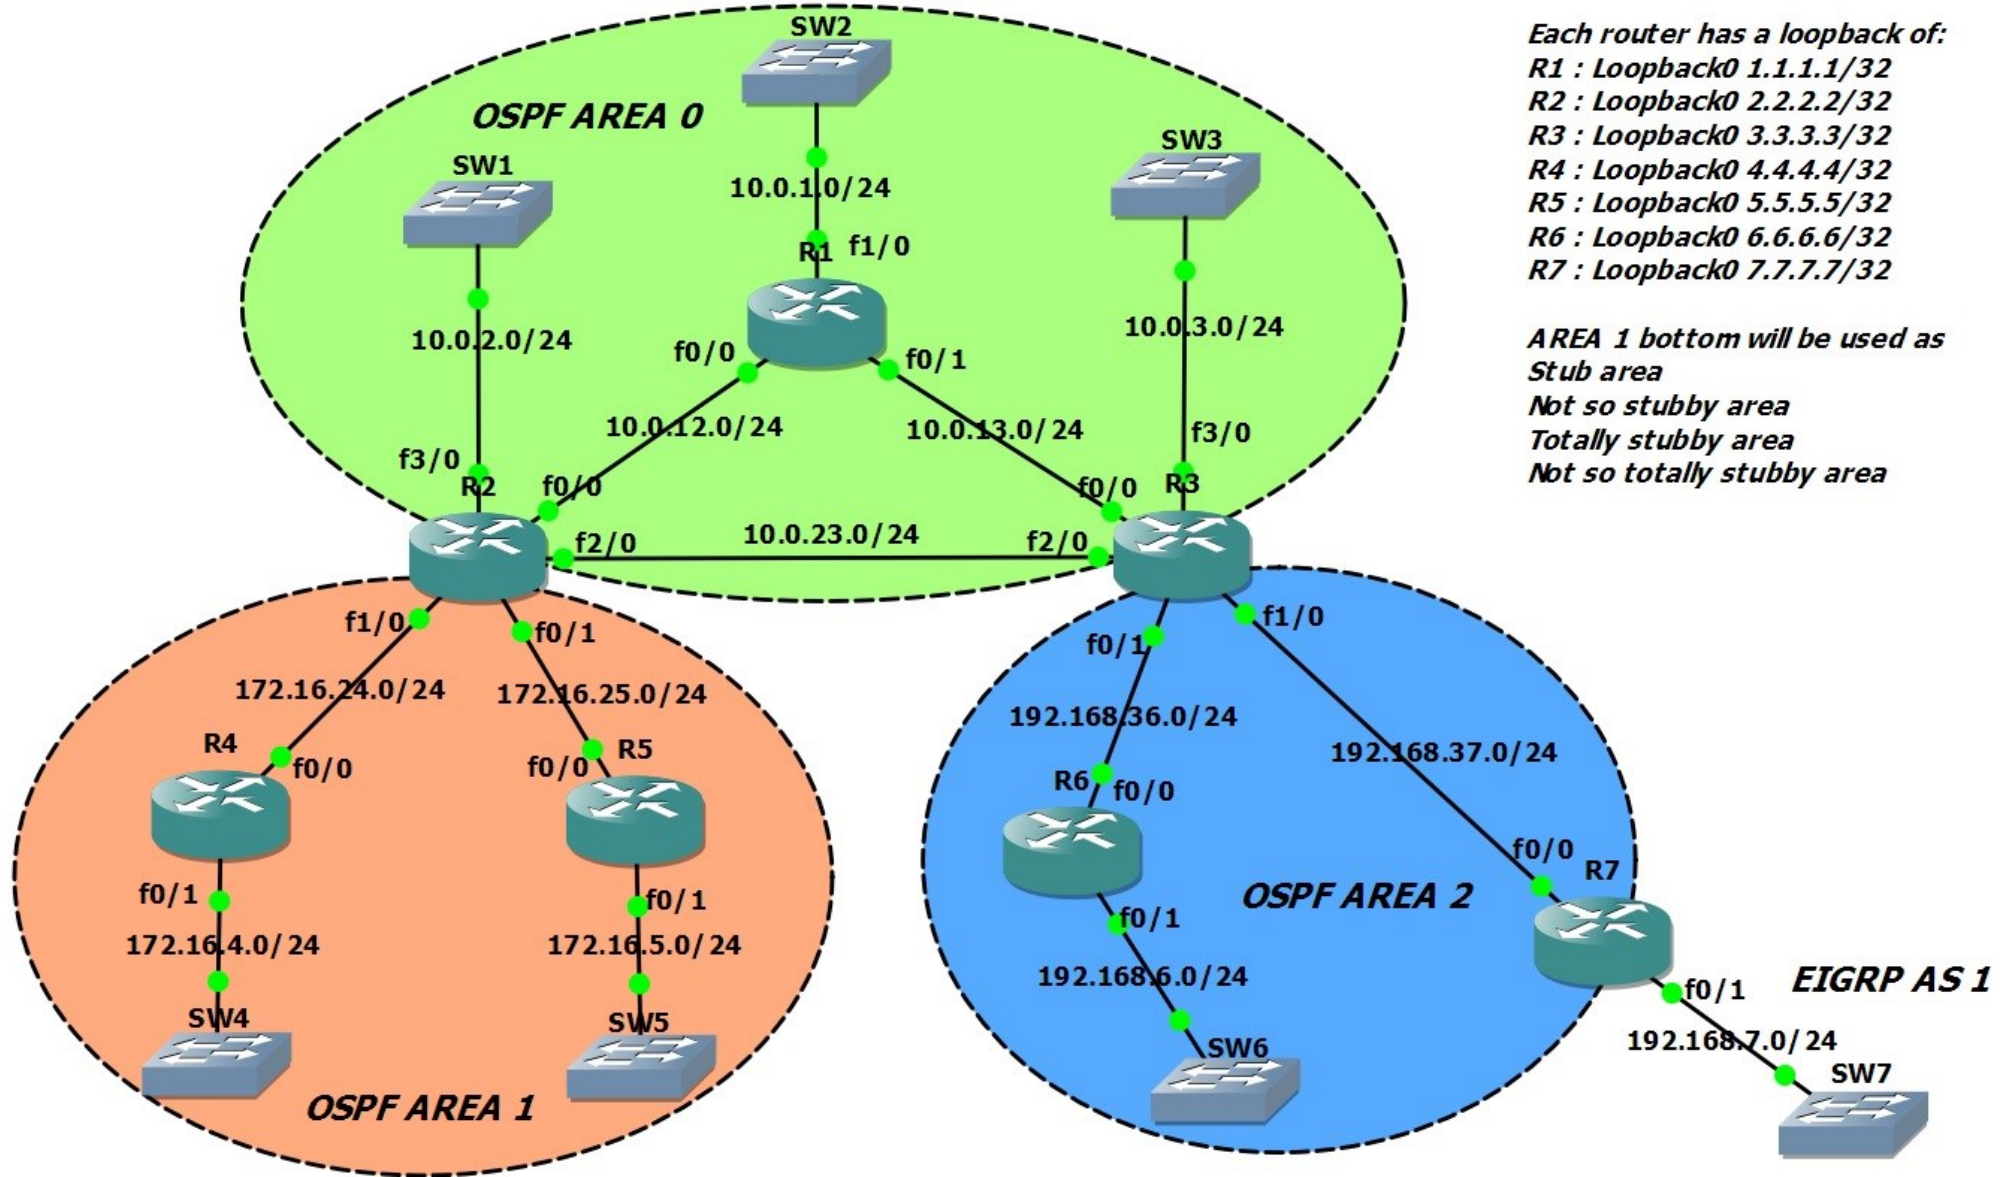 Each router has a loopback of:
R1 : Loopback0 1.1.1.1/32
R2 : Loopback0 2.2.2.2/32
R3 : Loopback0 3.3.3.3/32
R4 : Loopback0 4.4.4.4/32
R5 : Loopback0 5.5.5.5/32
R6 : Loopback0 6.6.6.6/32
R7 : Loopback0 7.7.7.7/32
AREA 1 bottom will be used as
Stub area
Not so stubby area
Totally stubby area
Not so totally stubby area
OSPF AREA 0
SW2
SW1
SW3
10.0.1.0/24
R1
f1/0
10.0.2.0/24
10.0.3.0/24
f0/0
f0/1
10.0.12.0/24
10.0.13.0/24
f3/0
R2
f0/0
f3/0
R3
f0/0
f2/0
10.0.23.0/24
f2/0
f1/0
f0/1
172.16.24.0/24
172.16.25.0/24
R4
f0/0
R5
f0/0
f0/1
f0/1
172.16.4.0/24
172.16.5.0/24
SW4
SW5
OSPF AREA 1
f0/1
f1/0
192.168.36.0/24
192.168.37.0/24
R6
f0/0
f0/0
R7
OSPF AREA 2
f0/1
192.168.6.0/24
SW6
f0/1
EIGRP AS 1
192.168.7.0/24
SW7